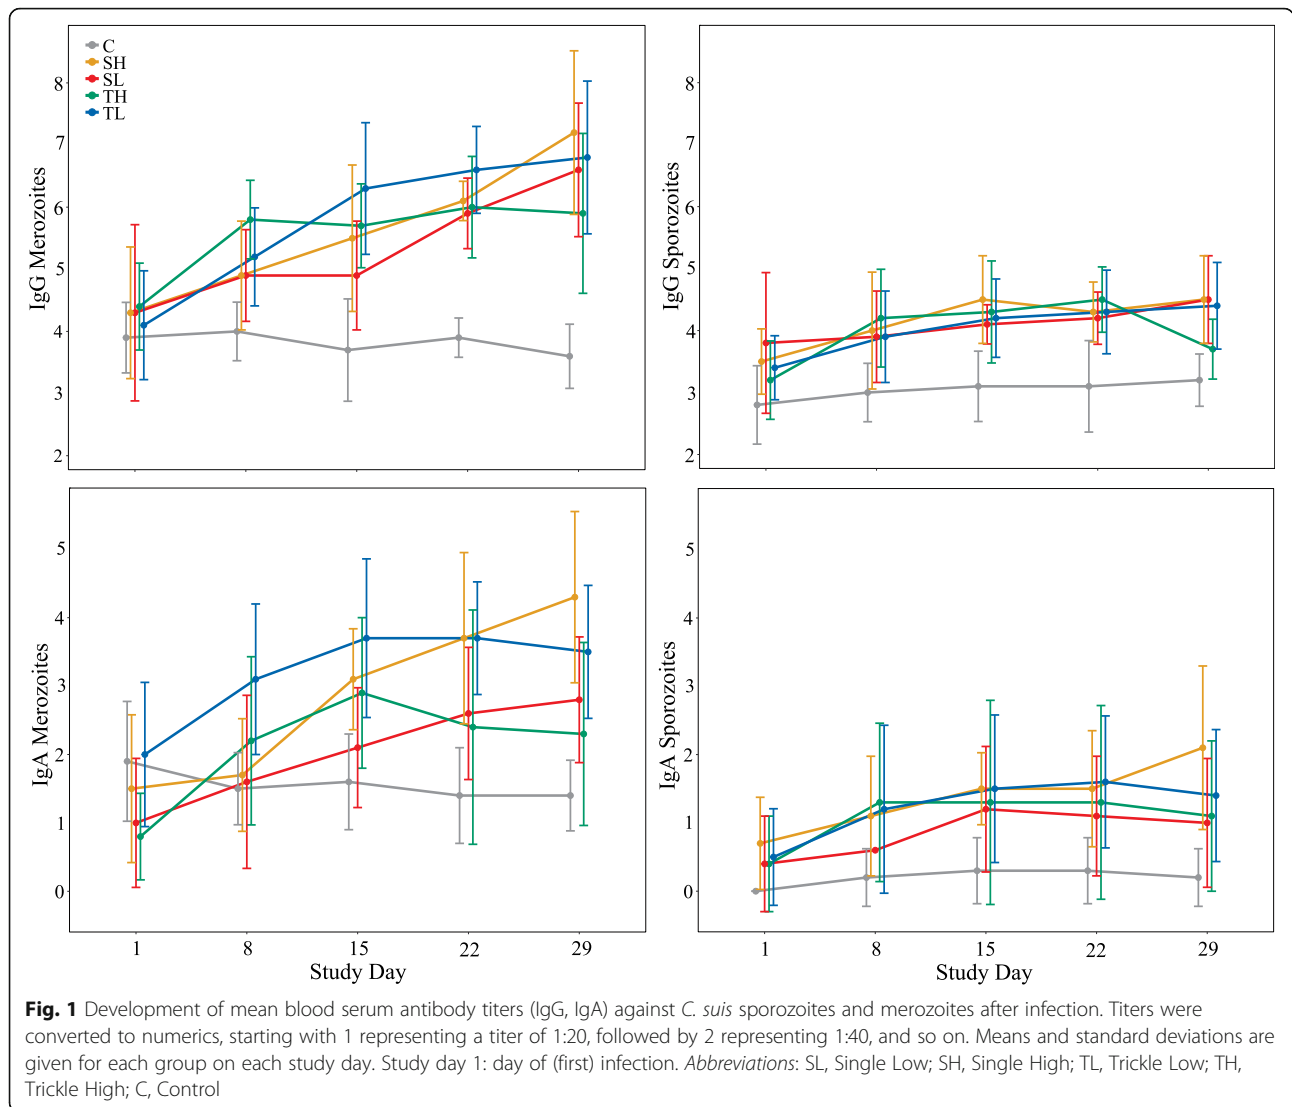 C
SH
SL
TH
TL
IgG Merozoites
8
7
6
5
4
3
2
IgG Sporozoites
8
7
6
5
4
3
2
IgA Merozoites
5
4
3
2
1
0
1 8 15 22 29
Study Day
IgA Sporozoites
5
4
3
2
1
0
1 8 15 22 29
Study Day
Fig. 1 Development of mean blood serum antibody titers (IgG, IgA) against C. suis sporozoites and merozoites after infection. Titers were
converted to numerics, starting with 1 representing a titer of 1:20, followed by 2 representing 1:40, and so on. Means and standard deviations are
given for each group on each study day. Study day 1: day of (first) infection. Abbreviations: SL, Single Low; SH, Single High; TL, Trickle Low; TH,
Trickle High; C, Control